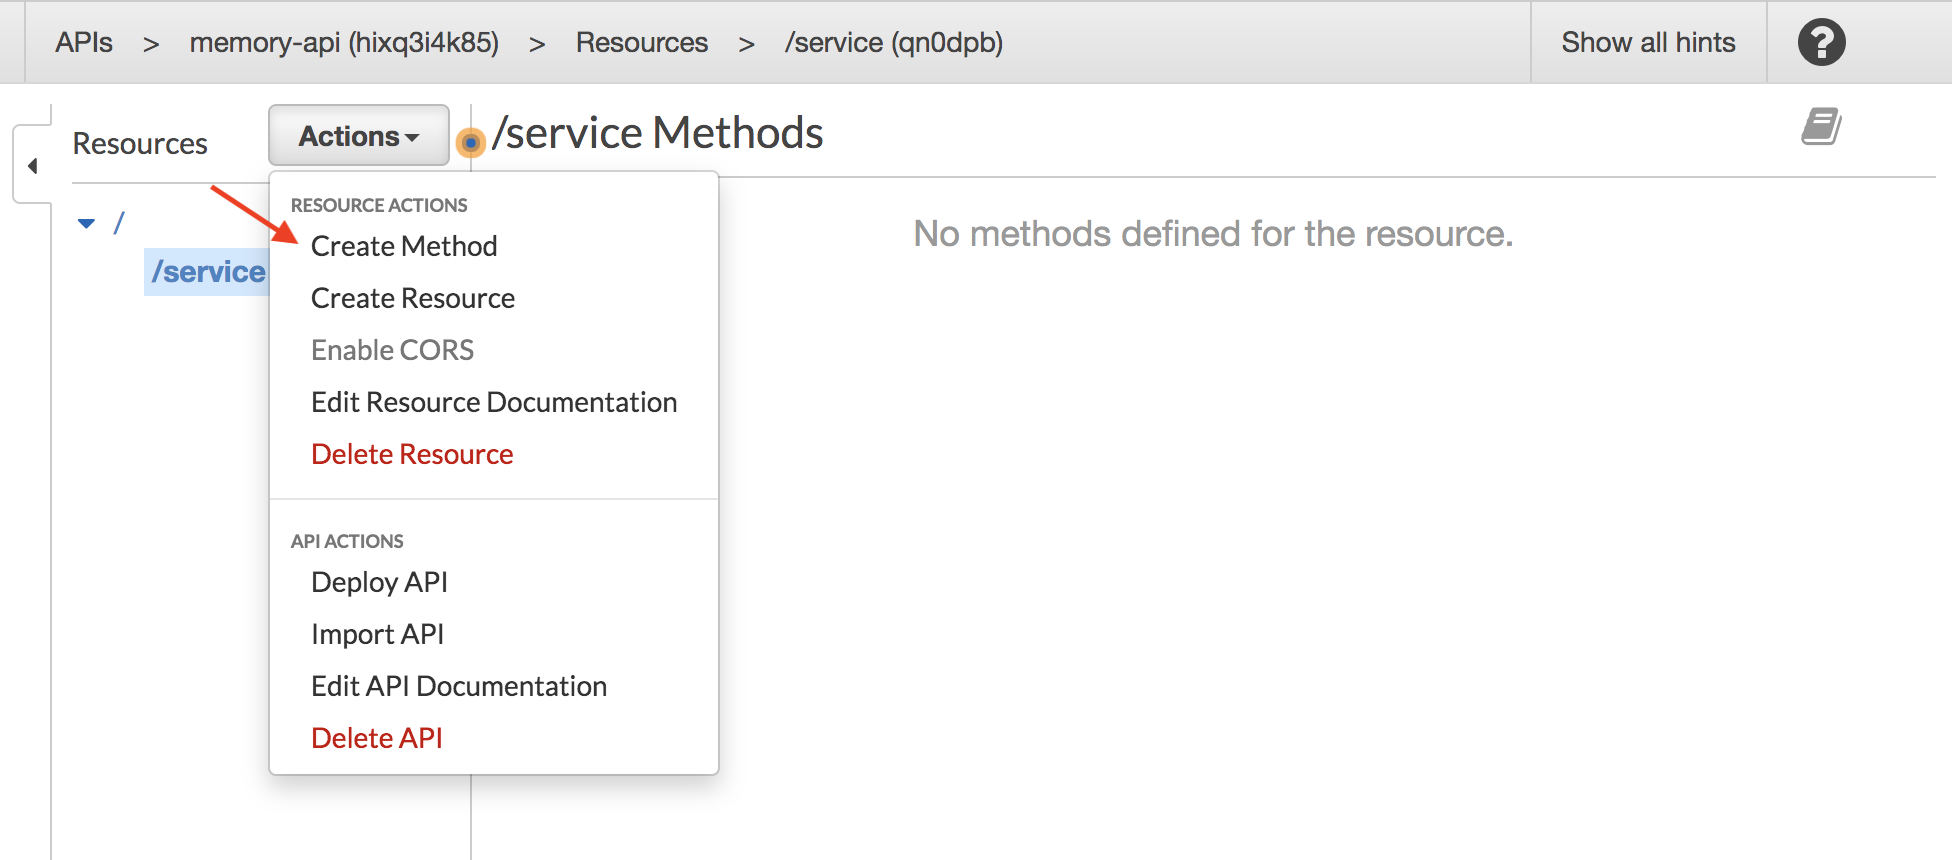 APIs > memory-api (hixq3i4k85) > Resources > /service (qn0dpb) Show all hints
Resources Actions /service Methods
/
/service
RESOURCE ACTIONS
Create Method
Create Resource
Enable CORS
Edit Resource Documentation
Delete Resource
API ACTIONS
Deploy API
Import API
Edit API Documentation
Delete API
No methods defined for the resource.